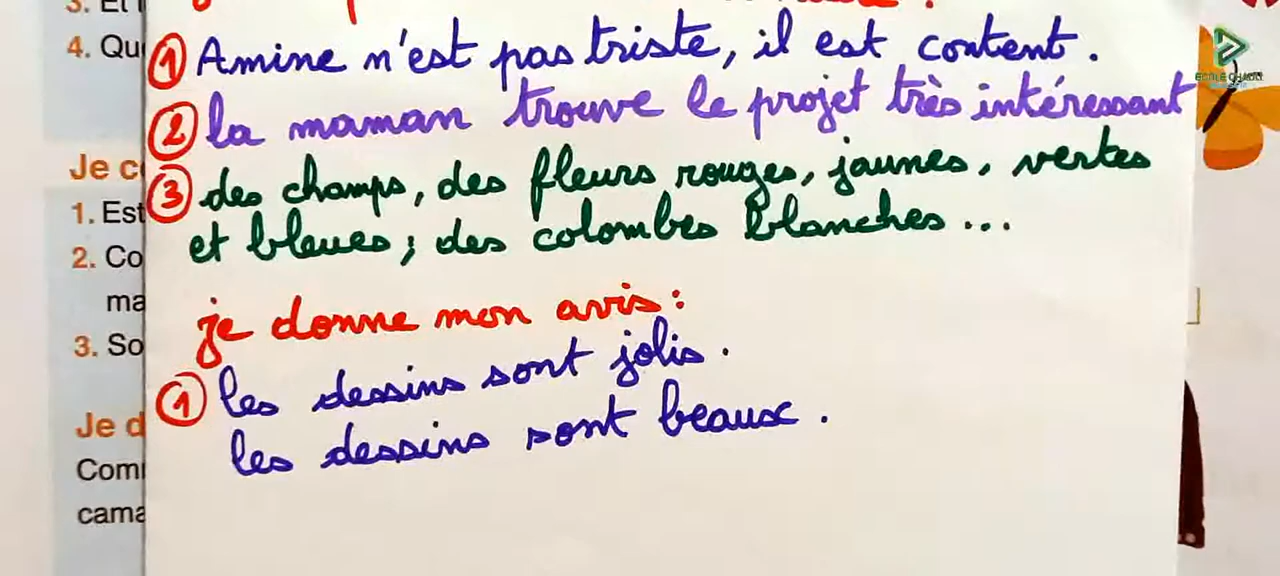 4. Qu
① Amine n'est pas triste, il est content.
② la maman trouve le projet très intéressant
③ des champs, des fleurs rouges, jaunes, vertes
et bleues; des colombes blanches...
je donne mon avis:
① les dessins sont jolis.
les dessins sont beaux.
Je c
1. Est
2. Co
ma
3. So
Je d
Com
cama